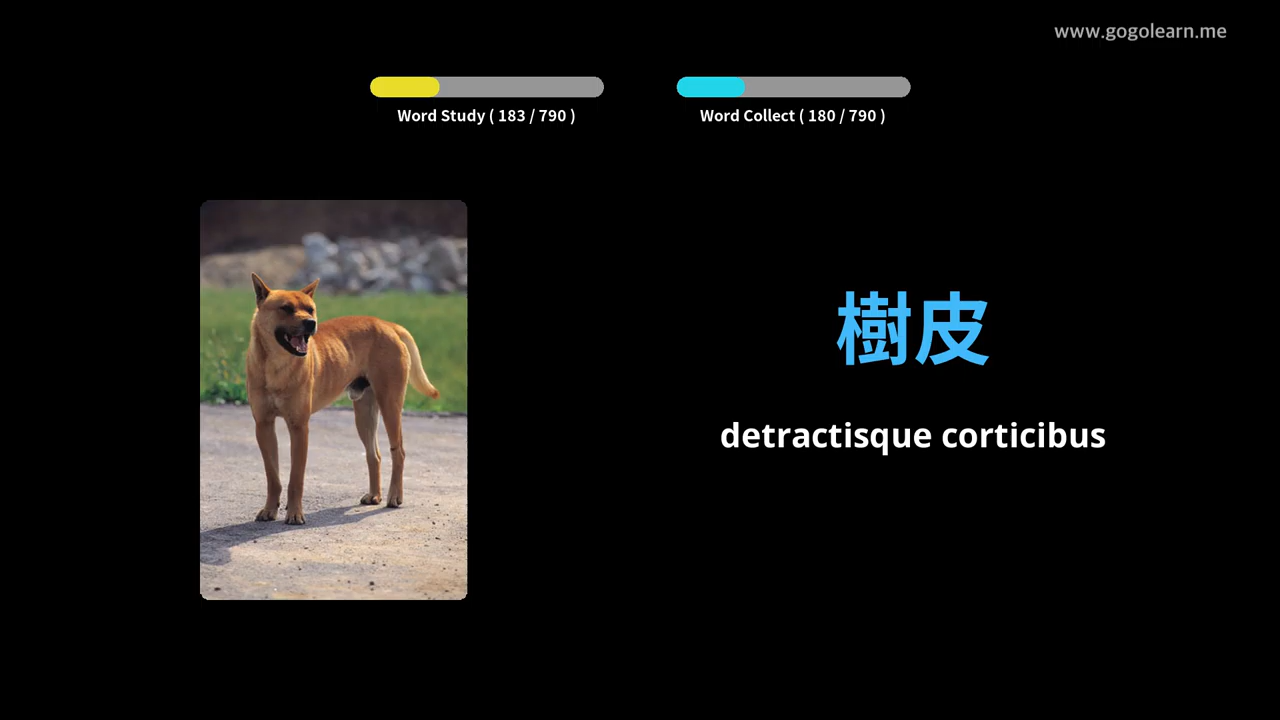 www.gogolearn.me
Word Study ( 183 / 790 )
Word Collect ( 180 / 790 )
樹皮
detractisque corticibus